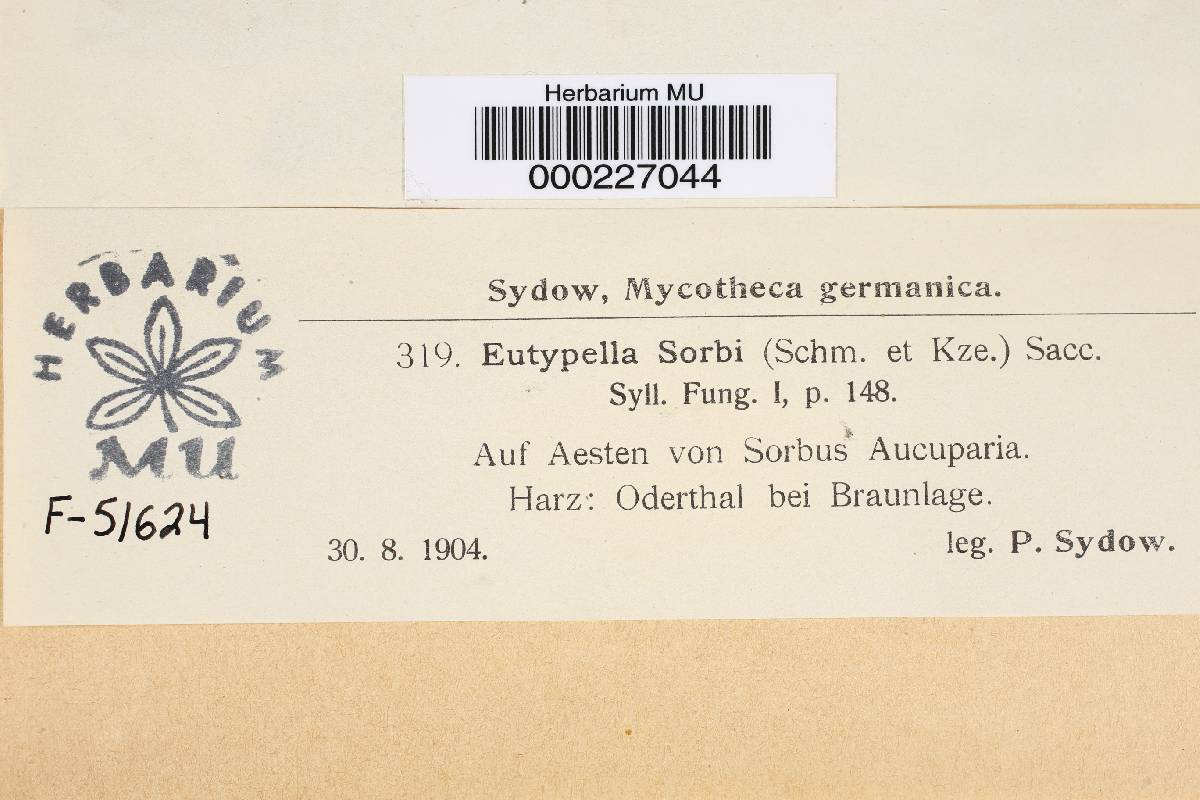 Herbarium MU
000227044
HERBARIUM
MU
F-51624
Sydow, Mycotheca germanica.
319. Eutypella Sorbi (Schm. et Kze.) Sacc.
Syll. Fung. I, p. 148.
Auf Aesten von Sorbus Aucuparia.
Harz: Oderthal bei Braunlage.
30. 8. 1904.
leg. P. Sydow.